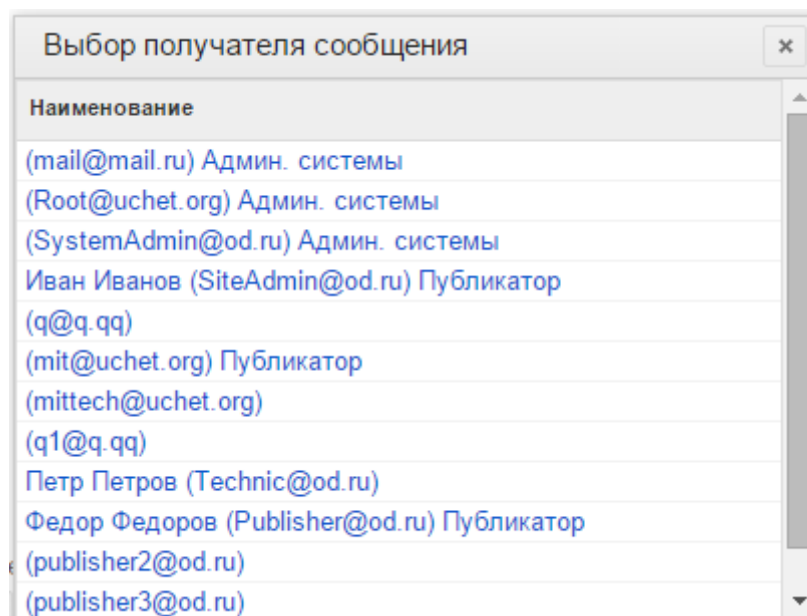 Выбор получателя сообщения
Наименование
(mail@mail.ru) Админ. системы
(Root@uchet.org) Админ. системы
(SystemAdmin@od.ru) Админ. системы
Иван Иванов (SiteAdmin@od.ru) Публикатор
(q@q.qq)
(mit@uchet.org) Публикатор
(mittech@uchet.org)
(q1@q.qq)
Петр Петров (Technic@od.ru)
Федор Федоров (Publisher@od.ru) Публикатор
(publisher2@od.ru)
(publisher3@od.ru)